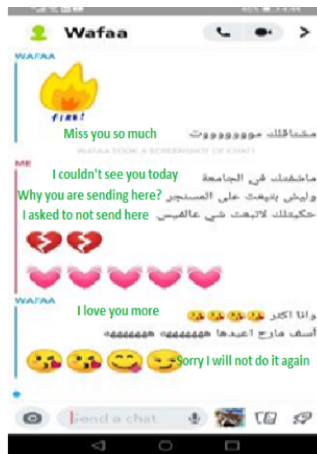 Wafaa
WAFAA
FIRE!
Miss you so much
مشتاقلك موووووووت
WAFAA TOOK A SCREENSHOT OF CHAT!
ME
I couldn't see you today
ماشفتك في الجامعة
Why you are sending here?
وليش بتبعت على المسنجر
I asked to not send here
حكيتلك لاتبعت شي عالفيس
WAFAA
I love you more
وانا اكتر
أسف مارح اعيدها هههههههه هههههههه
Sorry I will not do it again
Send a chat